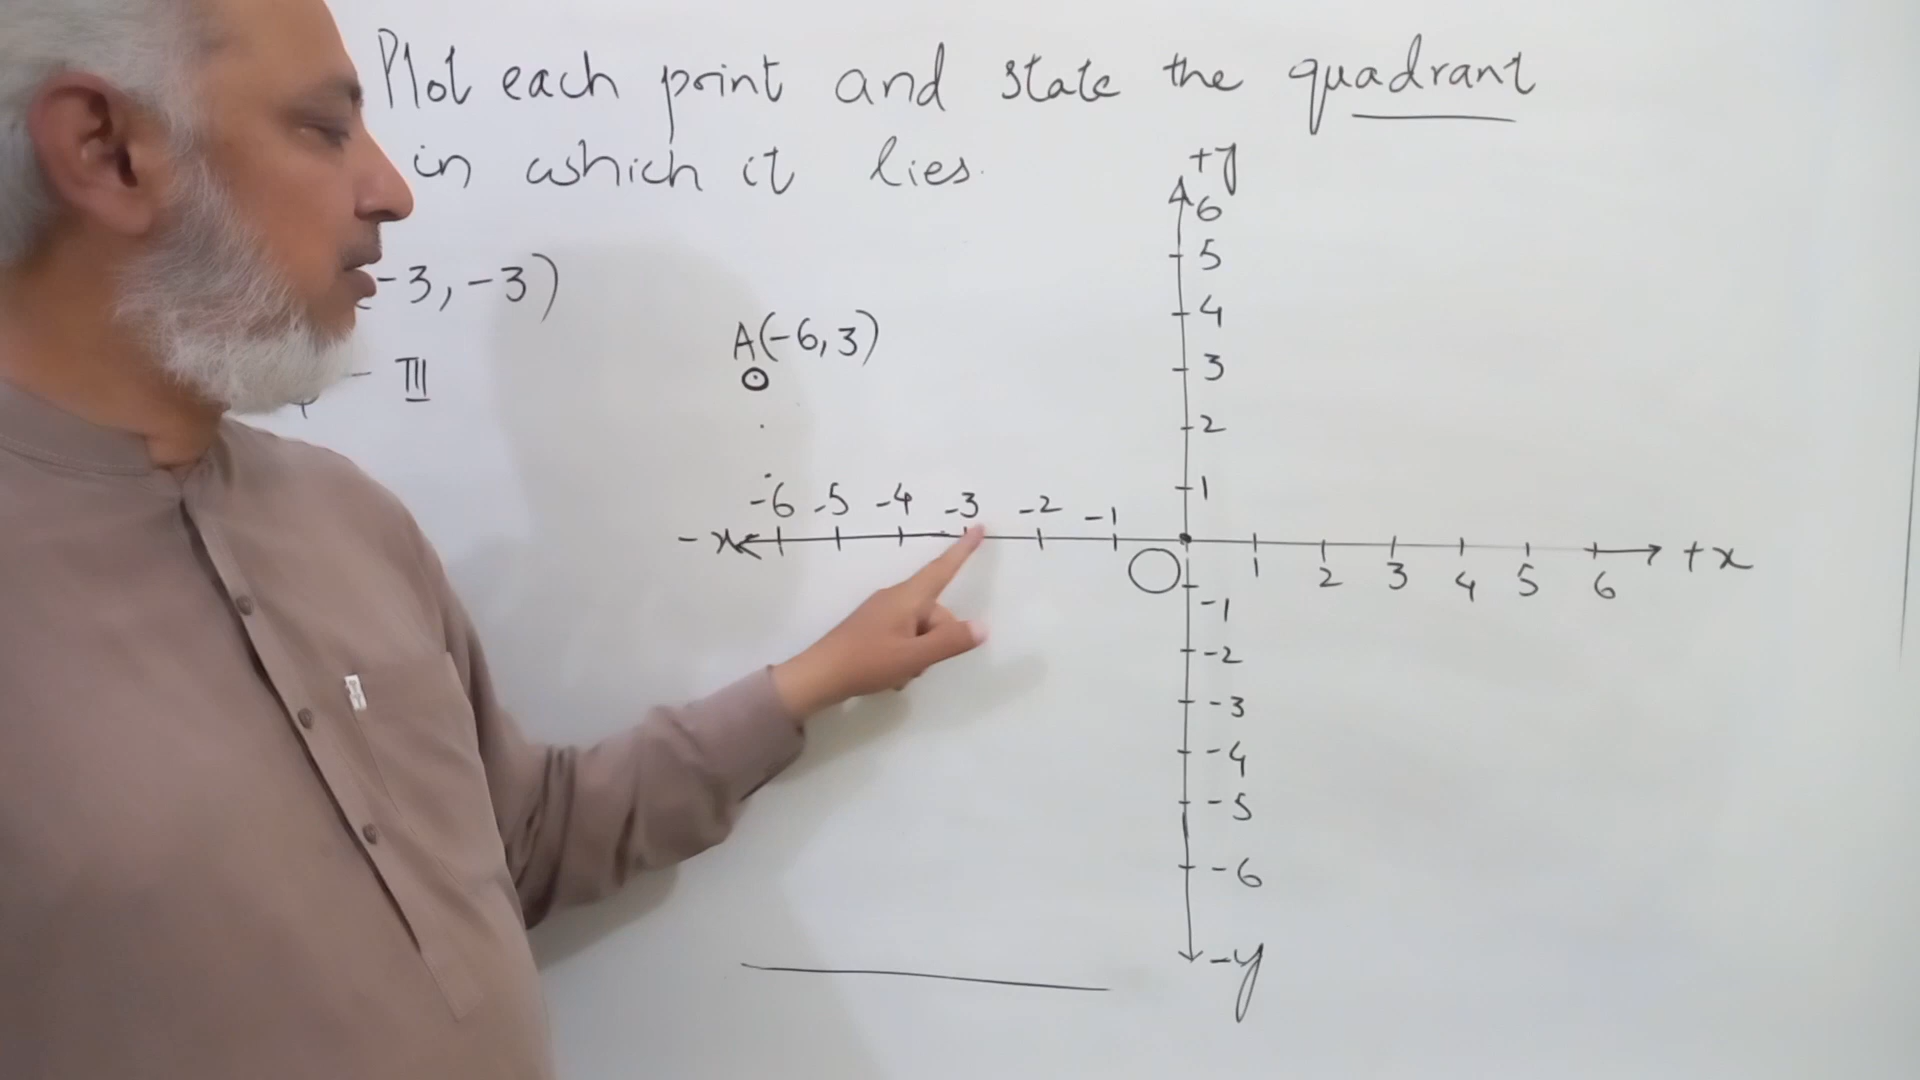 Plot each point and state the quadrant
in which it lies.
-3, -3)
- III
A(-6, 3)
+y
6
5
4
3
2
1
-6 -5 -4 -3 -2 -1
-x
O
1 2 3 4 5 6
+x
-1
-2
-3
-4
-5
-6
-y